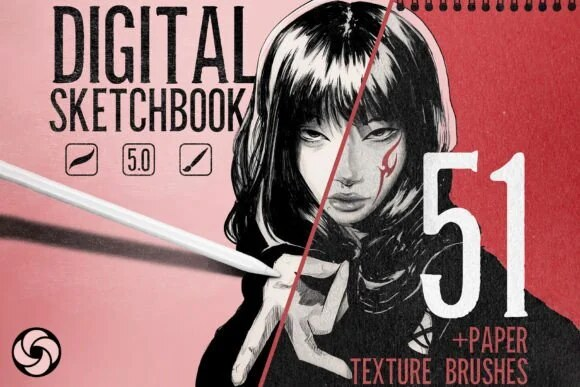 DIGITAL
SKETCHBOOK
5.0
51
+PAPER
TEXTURE BRUSHES